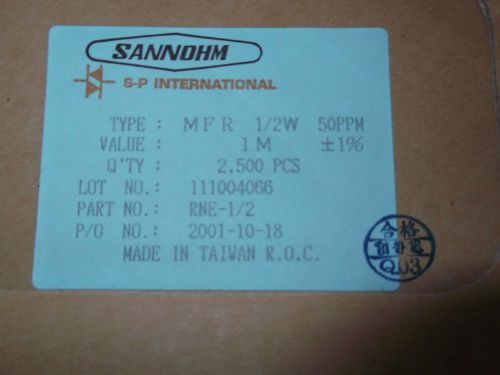 SANNOHM
S-P INTERNATIONAL
TYPE : MFR 1/2W 50PPM
VALUE : 1M ±1%
Q'TY : 2,500 PCS
LOT NO.: 111004066
PART NO.: RNE-1/2
P/O NO.: 2001-10-18
MADE IN TAIWAN R.O.C.
合格
Q.03